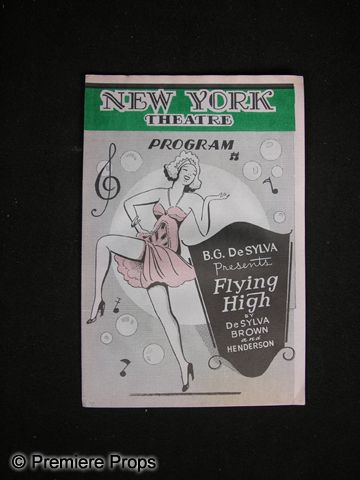 NEW YORK
THEATRE
PROGRAM
B.G. DeSYLVA
Presents
Flying
High
BY
DeSYLVA
BROWN
and
HENDERSON
© Premiere Props